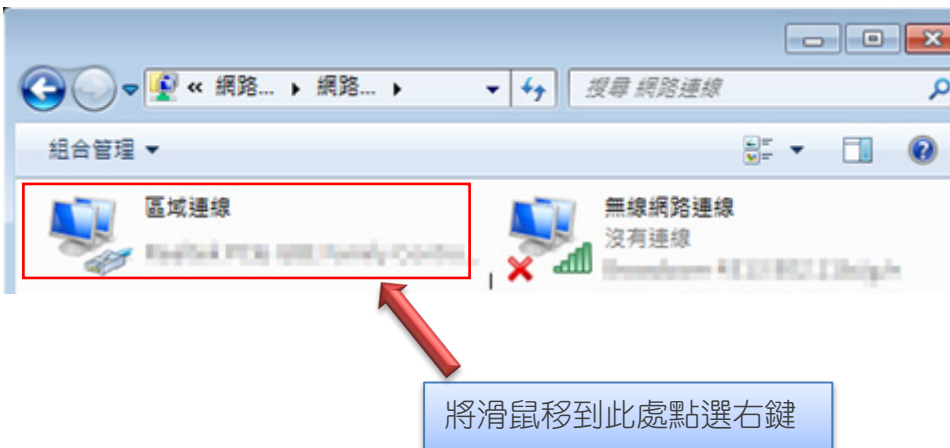 « 網路... ▸ 網路... ▸
搜尋 網路連線
組合管理
區域連線
無線網路連線
沒有連線
將滑鼠移到此處點選右鍵